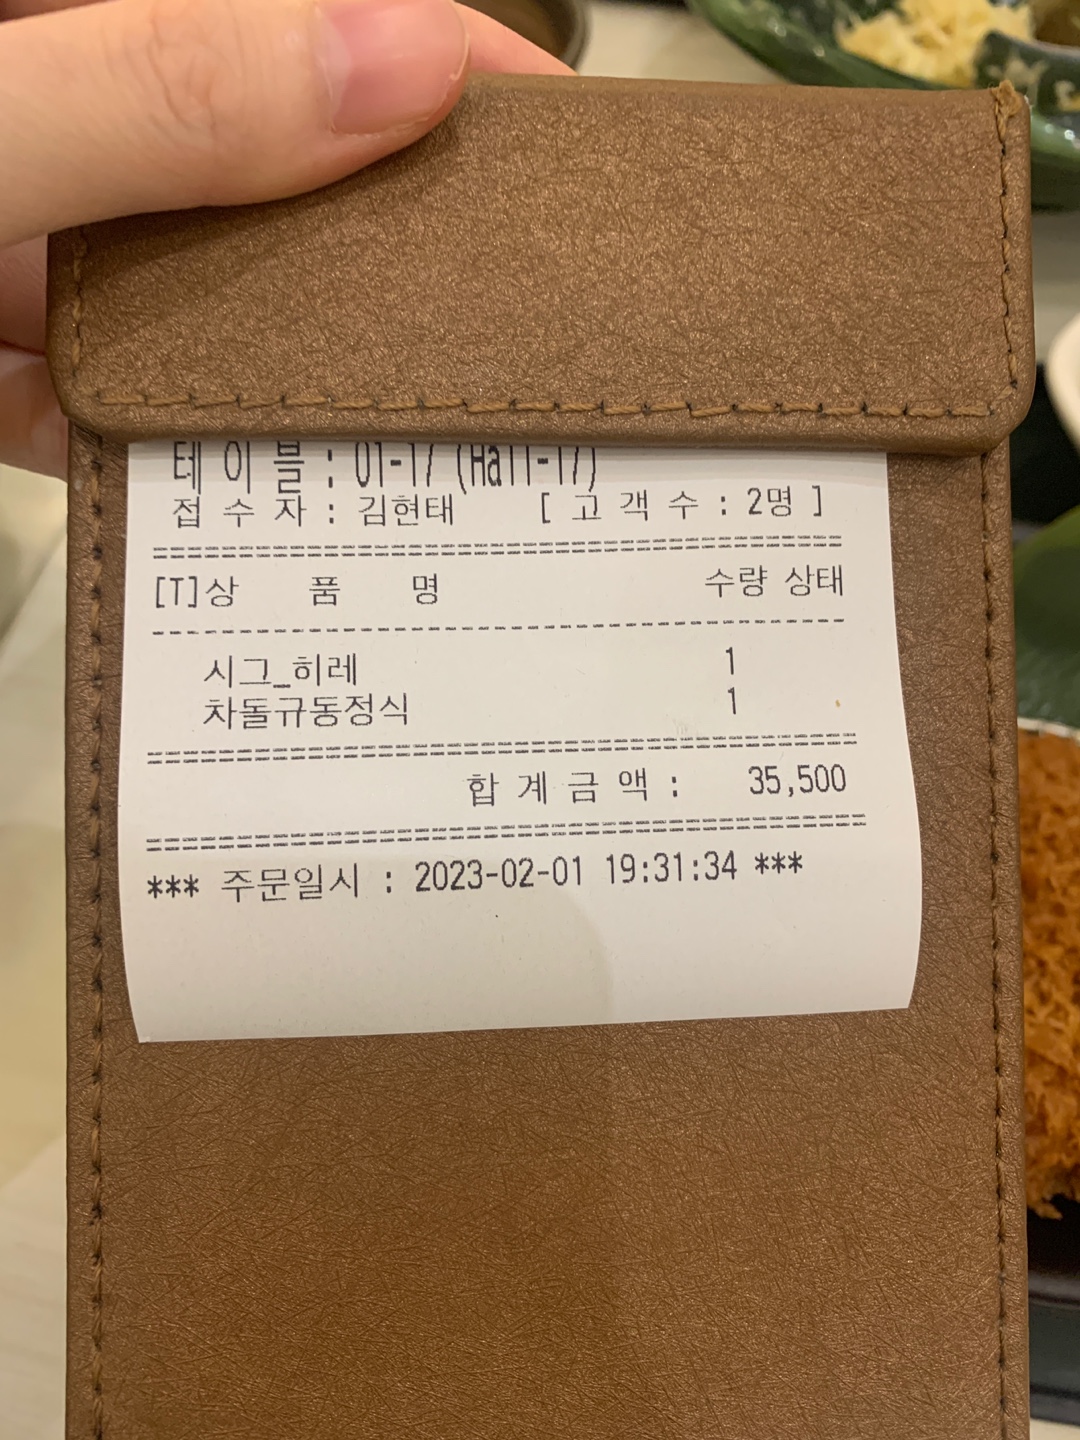 테 이 블 : 01-17 (Hall-17)
접 수 자 : 김현태 [ 고 객 수 : 2명 ]
[T]상 품 명 수량 상태
시그_히레 1
차돌규동정식 1
합 계 금 액 : 35,500
*** 주문일시 : 2023-02-01 19:31:34 ***